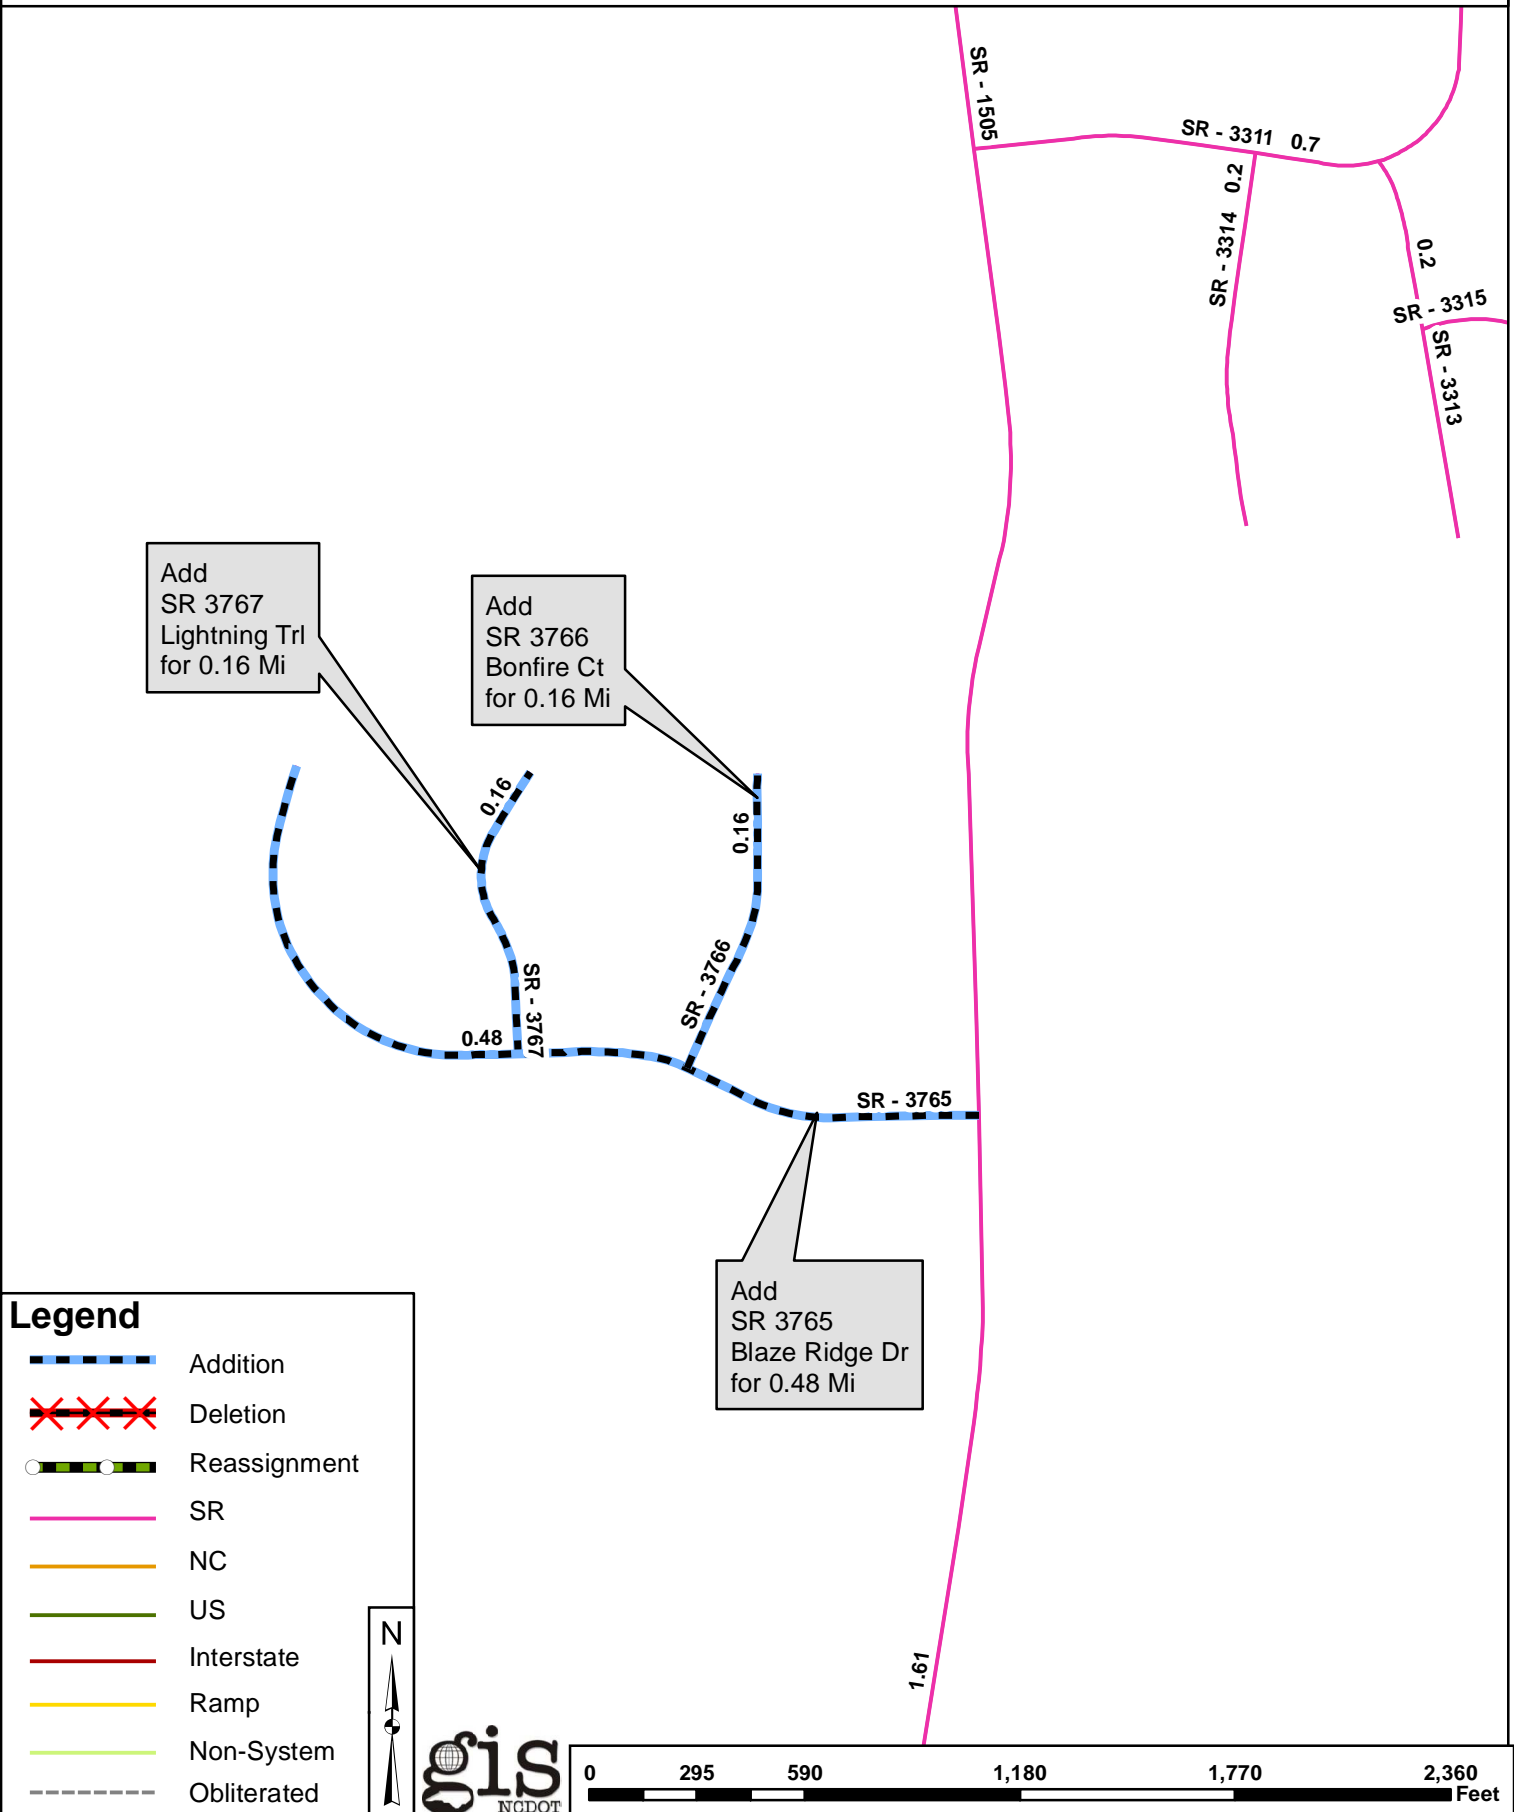 SR - 1505
SR - 3311 0.7
SR - 3314 0.2
0.2
SR - 3315
SR - 3313
Add
SR 3767
Lightning Trl
for 0.16 Mi
Add
SR 3766
Bonfire Ct
for 0.16 Mi
0.16
0.16
SR - 3766
SR - 3767
0.48
SR - 3765
Add
SR 3765
Blaze Ridge Dr
for 0.48 Mi
1.61
Legend
Addition
Deletion
Reassignment
SR
NC
US
Interstate
Ramp
Non-System
Obliterated
N
gis
NCDOT
0 295 590 1,180 1,770 2,360
Feet